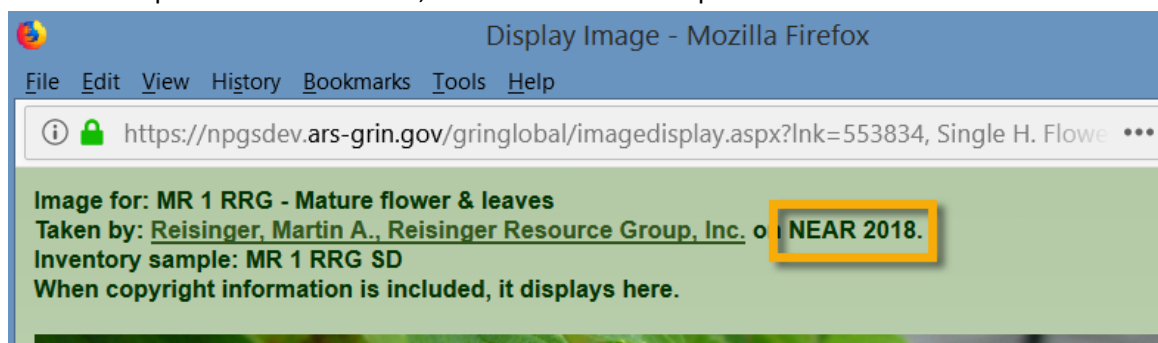 Display Image - Mozilla Firefox
File Edit View History Bookmarks Tools Help
https://npgsdev.ars-grin.gov/gringlobal/imagedisplay.aspx?lnk=553834, Single H. Flowe •••
Image for: MR 1 RRG - Mature flower & leaves
Taken by: Reisinger, Martin A., Reisinger Resource Group, Inc. on NEAR 2018.
Inventory sample: MR 1 RRG SD
When copyright information is included, it displays here.